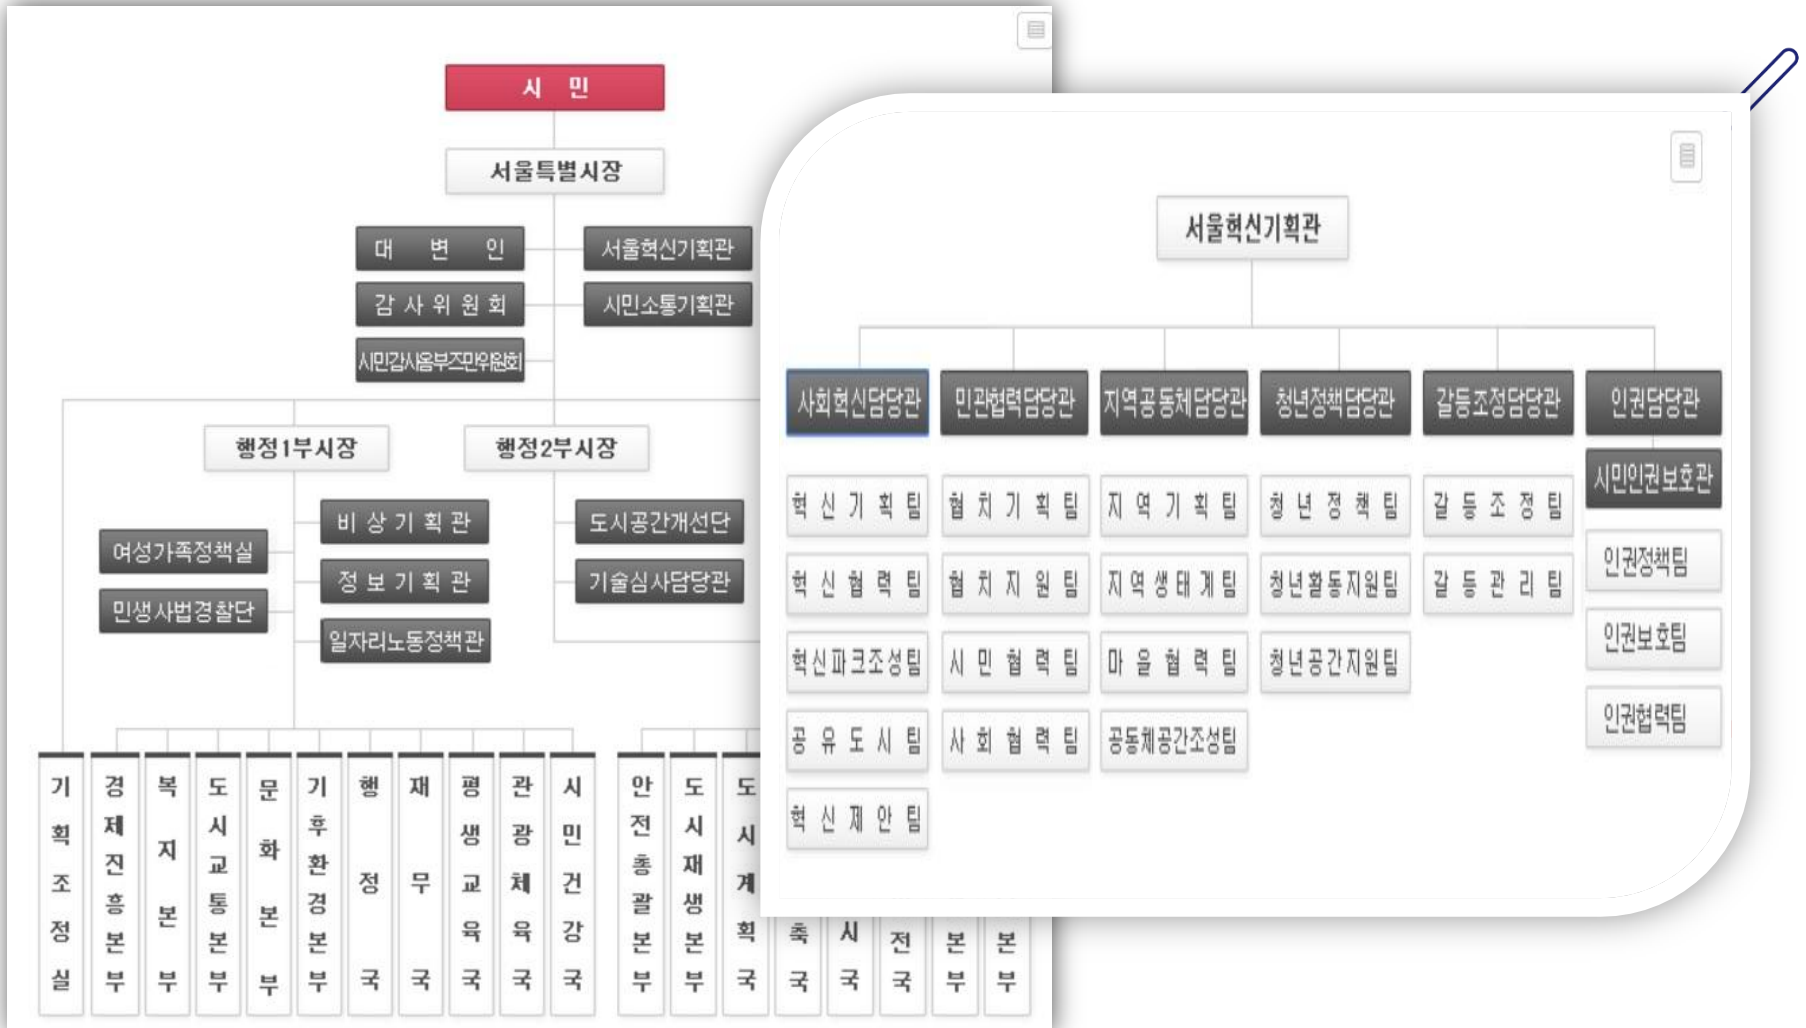 시 민
서울특별시장
대 변 인
서울혁신기획관
감 사 위 원 회
시민소통기획관
시민감사옴부즈만위원회
행정1부시장
행정2부시장
비 상 기 획 관
도시공간개선단
여성가족정책실
정 보 기 획 관
기술심사담당관
민생사법경찰단
일자리노동정책관
기획조정실
경제진흥본부
복지본부
도시교통본부
문화본부
기후환경본부
행정국
재무국
평생교육국
관광체육국
시민건강국
안전총괄본부
도시재생본부
도시계획국
축국
시국
전국
본부
본부
서울혁신기획관
사회혁신담당관
민관협력담당관
지역공동체담당관
청년정책담당관
갈등조정담당관
인권담당관
시민인권보호관
혁 신 기 획 팀
협 치 기 획 팀
지 역 기 획 팀
청 년 정 책 팀
갈 등 조 정 팀
인권정책팀
혁 신 협 력 팀
협 치 지 원 팀
지 역 생 태 계 팀
청년활동지원팀
갈 등 관 리 팀
인권보호팀
혁신파크조성팀
시 민 협 력 팀
마 을 협 력 팀
청년공간지원팀
인권협력팀
공 유 도 시 팀
사 회 협 력 팀
공동체공간조성팀
혁 신 제 안 팀